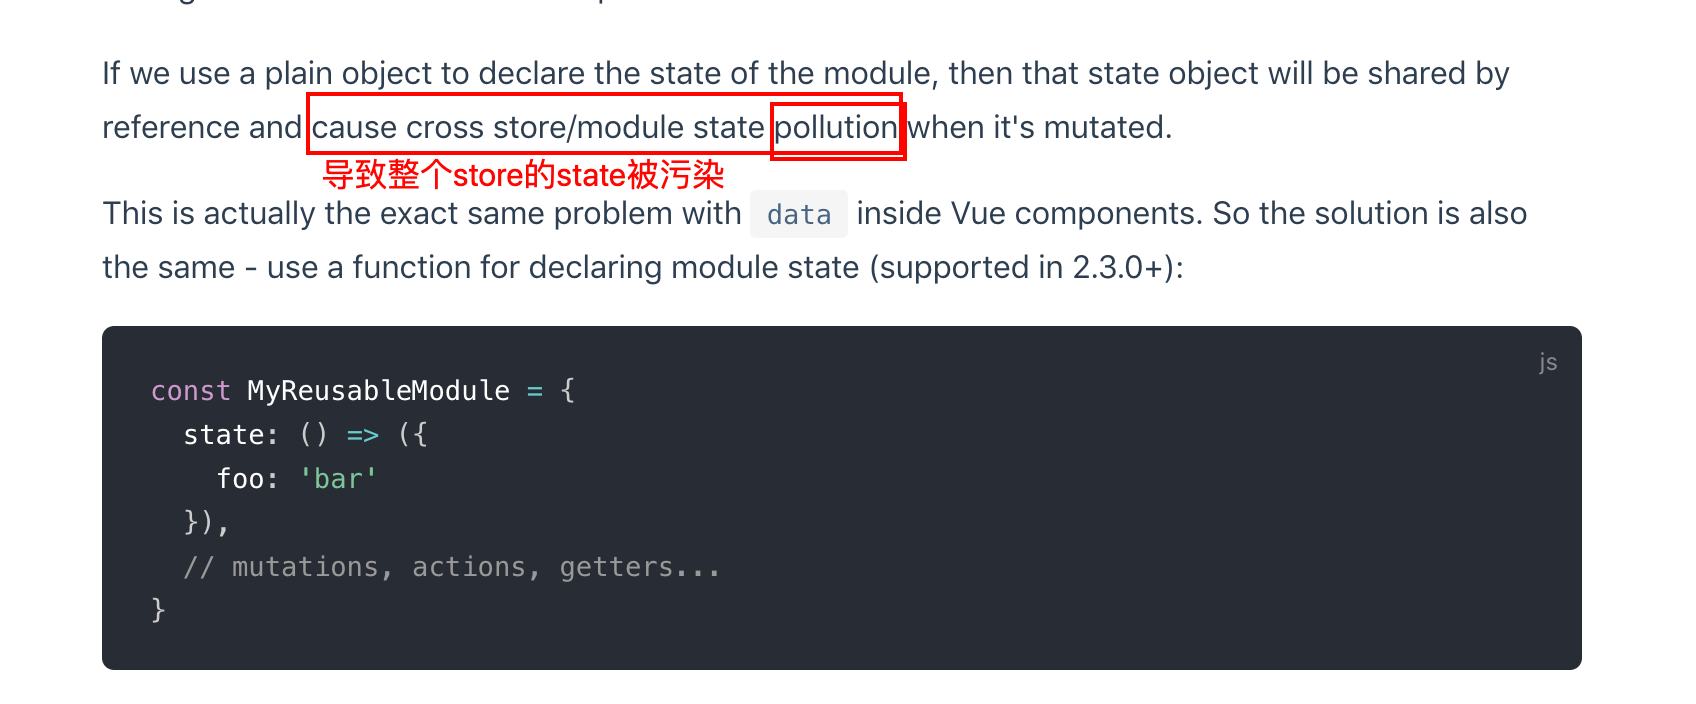 If we use a plain object to declare the state of the module, then that state object will be shared by
reference and cause cross store/module state pollution when it's mutated.
导致整个store的state被污染
This is actually the exact same problem with data inside Vue components. So the solution is also
the same - use a function for declaring module state (supported in 2.3.0+):
js
const MyReusableModule = {
  state: () => ({
    foo: 'bar'
  }),
  // mutations, actions, getters...
}